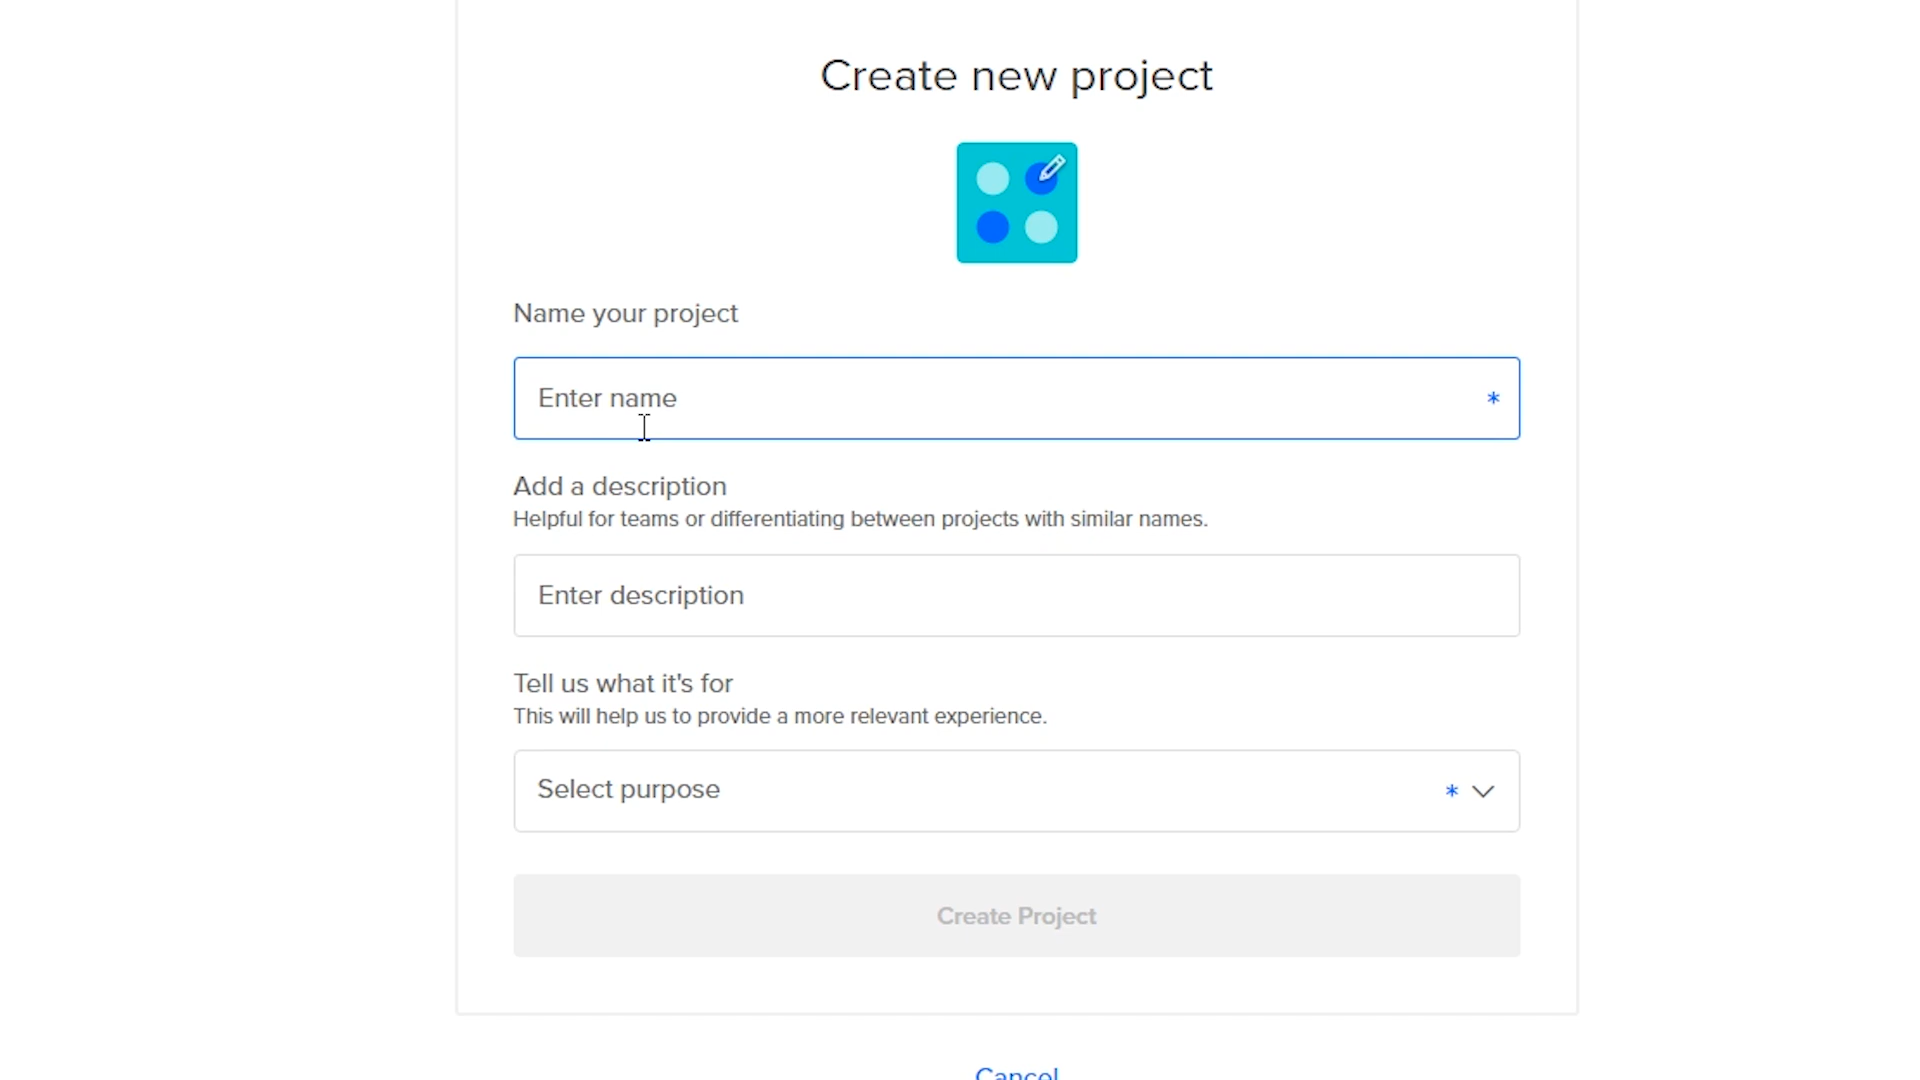 Create new project
Name your project
Enter name *
Add a description
Helpful for teams or differentiating between projects with similar names.
Enter description
Tell us what it's for
This will help us to provide a more relevant experience.
Select purpose *
Create Project
Cancel